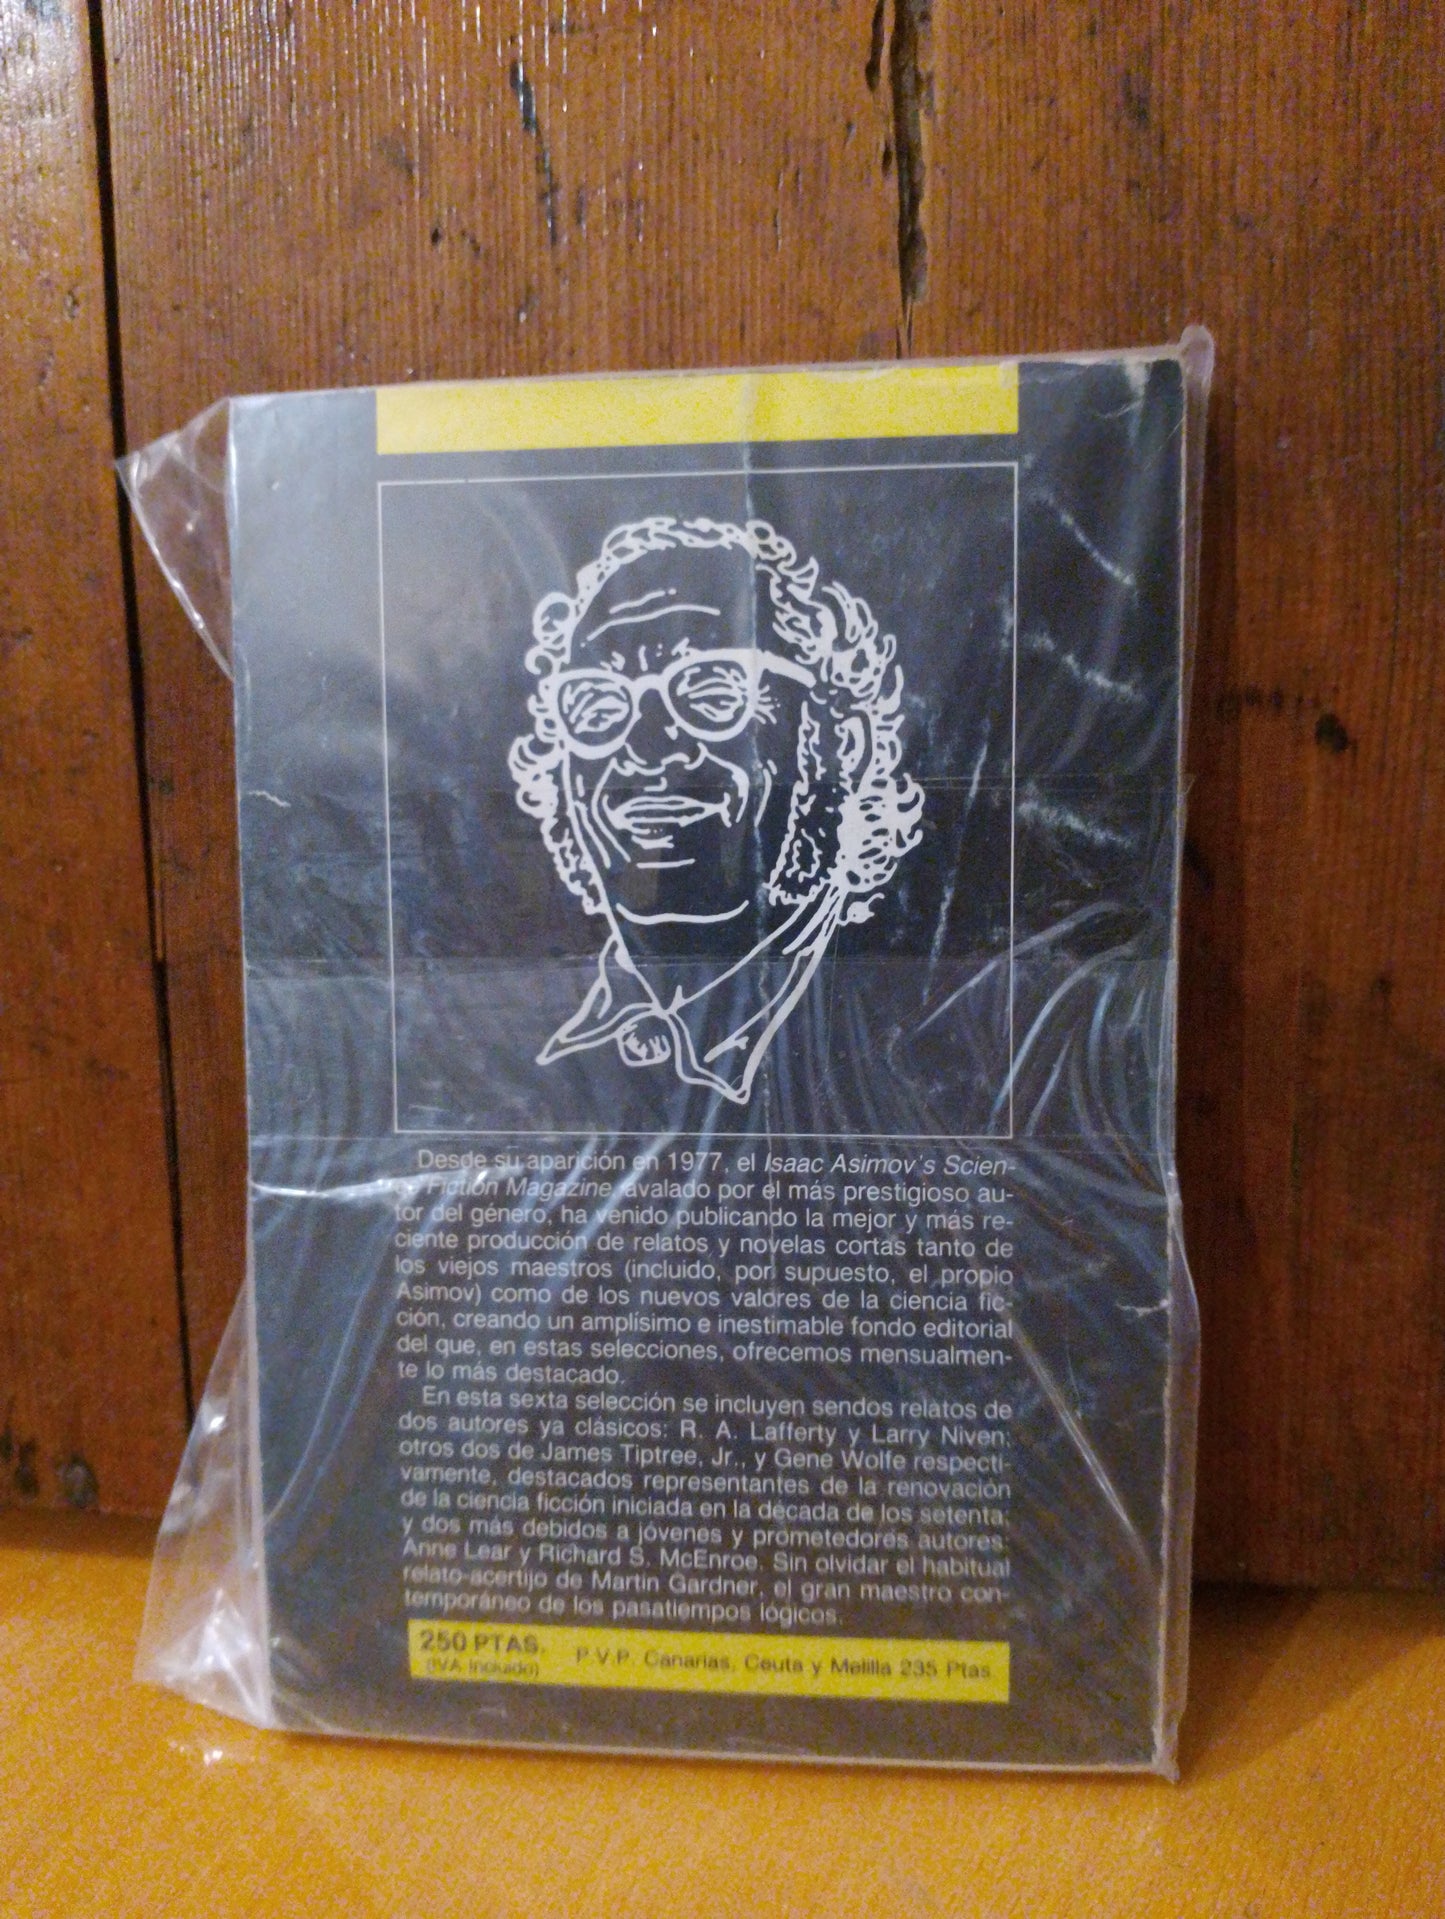 Desde su aparición en 1977, el Isaac Asimov's Scien-
ce Fiction Magazine, avalado por el más prestigioso au-
tor del género, ha venido publicando la mejor y más re-
ciente producción de relatos y novelas cortas tanto de
los viejos maestros (incluido, por supuesto, el propio
Asimov) como de los nuevos valores de la ciencia fic-
ción, creando un amplísimo e inestimable fondo editorial
del que, en estas selecciones, ofrecemos mensualmen-
te lo más destacado.
En esta sexta selección se incluyen sendos relatos de
dos autores ya clásicos: R. A. Lafferty y Larry Niven;
otros dos de James Tiptree, Jr., y Gene Wolfe respecti-
vamente, destacados representantes de la renovación
de la ciencia ficción iniciada en la década de los setenta;
y dos más debidos a jóvenes y prometedores autores:
Anne Lear y Richard S. McEnroe. Sin olvidar el habitual
relato-acertijo de Martin Gardner, el gran maestro con-
temporáneo de los pasatiempos lógicos.
250 PTAS. P.V.P. Canarias, Ceuta y Melilla 235 Ptas.
(IVA Incluido)